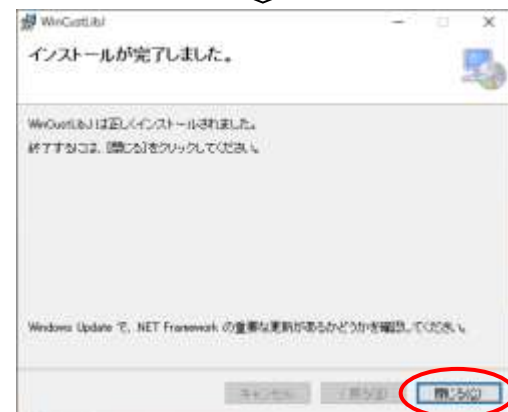 WinCustLibJ
インストールが完了しました。
WinCustLibJ は正しくインストールされました。
終了するには、[閉じる]をクリックしてください。
Windows Update で、.NET Framework の重要な更新があるかどうかを確認してください。
キャンセル
< 戻る(B)
閉じる(C)